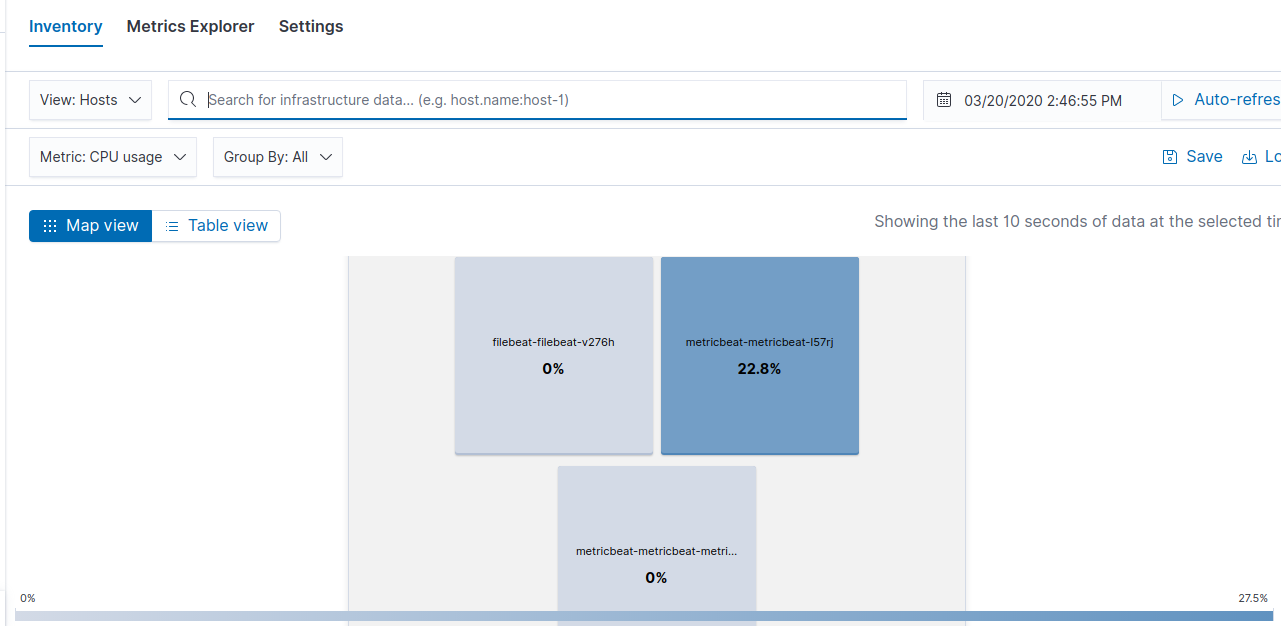 Inventory Metrics Explorer Settings
View: Hosts Search for infrastructure data... (e.g. host.name:host-1) 03/20/2020 2:46:55 PM Auto-refres
Metric: CPU usage Group By: All Save Lo
Map view Table view Showing the last 10 seconds of data at the selected tir
filebeat-filebeat-v276h metricbeat-metricbeat-l57rj
0% 22.8%
metricbeat-metricbeat-metri...
0%
0% 27.5%